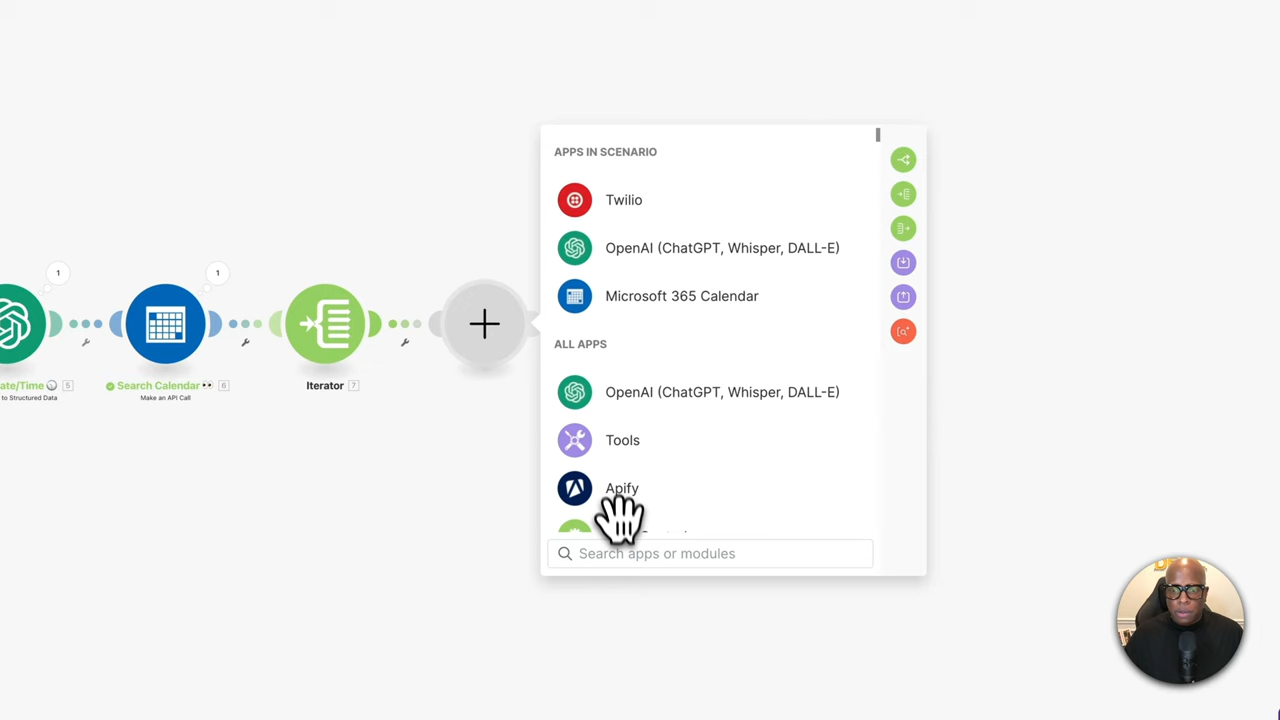 APPS IN SCENARIO
Twilio
OpenAI (ChatGPT, Whisper, DALL-E)
Microsoft 365 Calendar
ALL APPS
OpenAI (ChatGPT, Whisper, DALL-E)
Tools
Apify
Search apps or modules
1
1
ate/Time 5
to Structured Data
Search Calendar 6
Make an API Call
Iterator 7